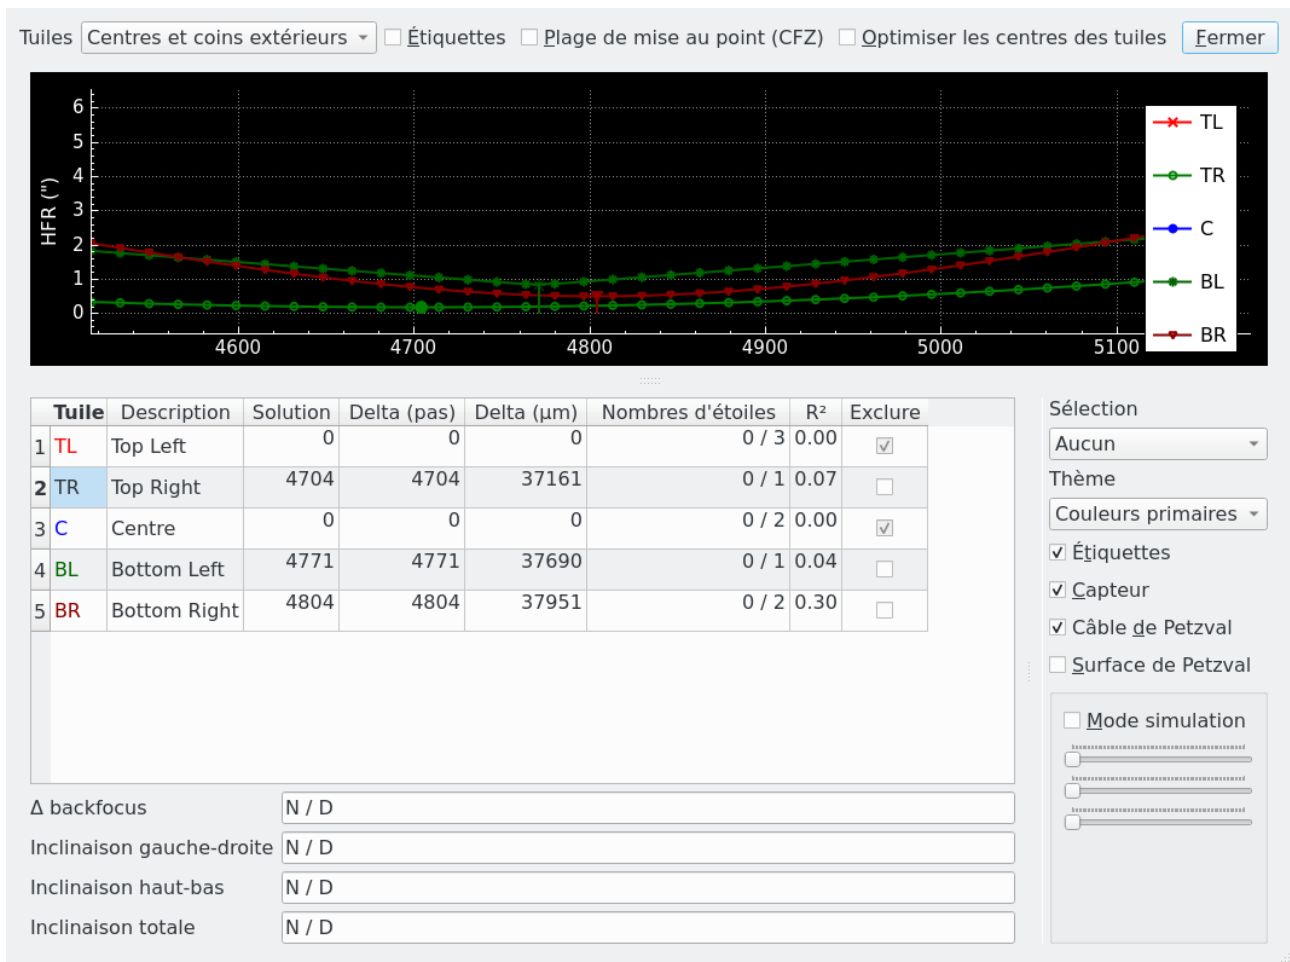 Tuiles Centres et coins extérieurs Étiquettes Plage de mise au point (CFZ) Optimiser les centres des tuiles Fermer
6
5
4
3
2
1
0
HFR (")
4600 4700 4800 4900 5000 5100
TL
TR
C
BL
BR
Tuile Description Solution Delta (pas) Delta (µm) Nombres d'étoiles R² Exclure
1 TL Top Left 0 0 0 0 / 3 0.00
2 TR Top Right 4704 4704 37161 0 / 1 0.07
3 C Centre 0 0 0 0 / 2 0.00
4 BL Bottom Left 4771 4771 37690 0 / 1 0.04
5 BR Bottom Right 4804 4804 37951 0 / 2 0.30
Δ backfocus N / D
Inclinaison gauche-droite N / D
Inclinaison haut-bas N / D
Inclinaison totale N / D
Sélection
Aucun
Thème
Couleurs primaires
Étiquettes
Capteur
Câble de Petzval
Surface de Petzval
Mode simulation